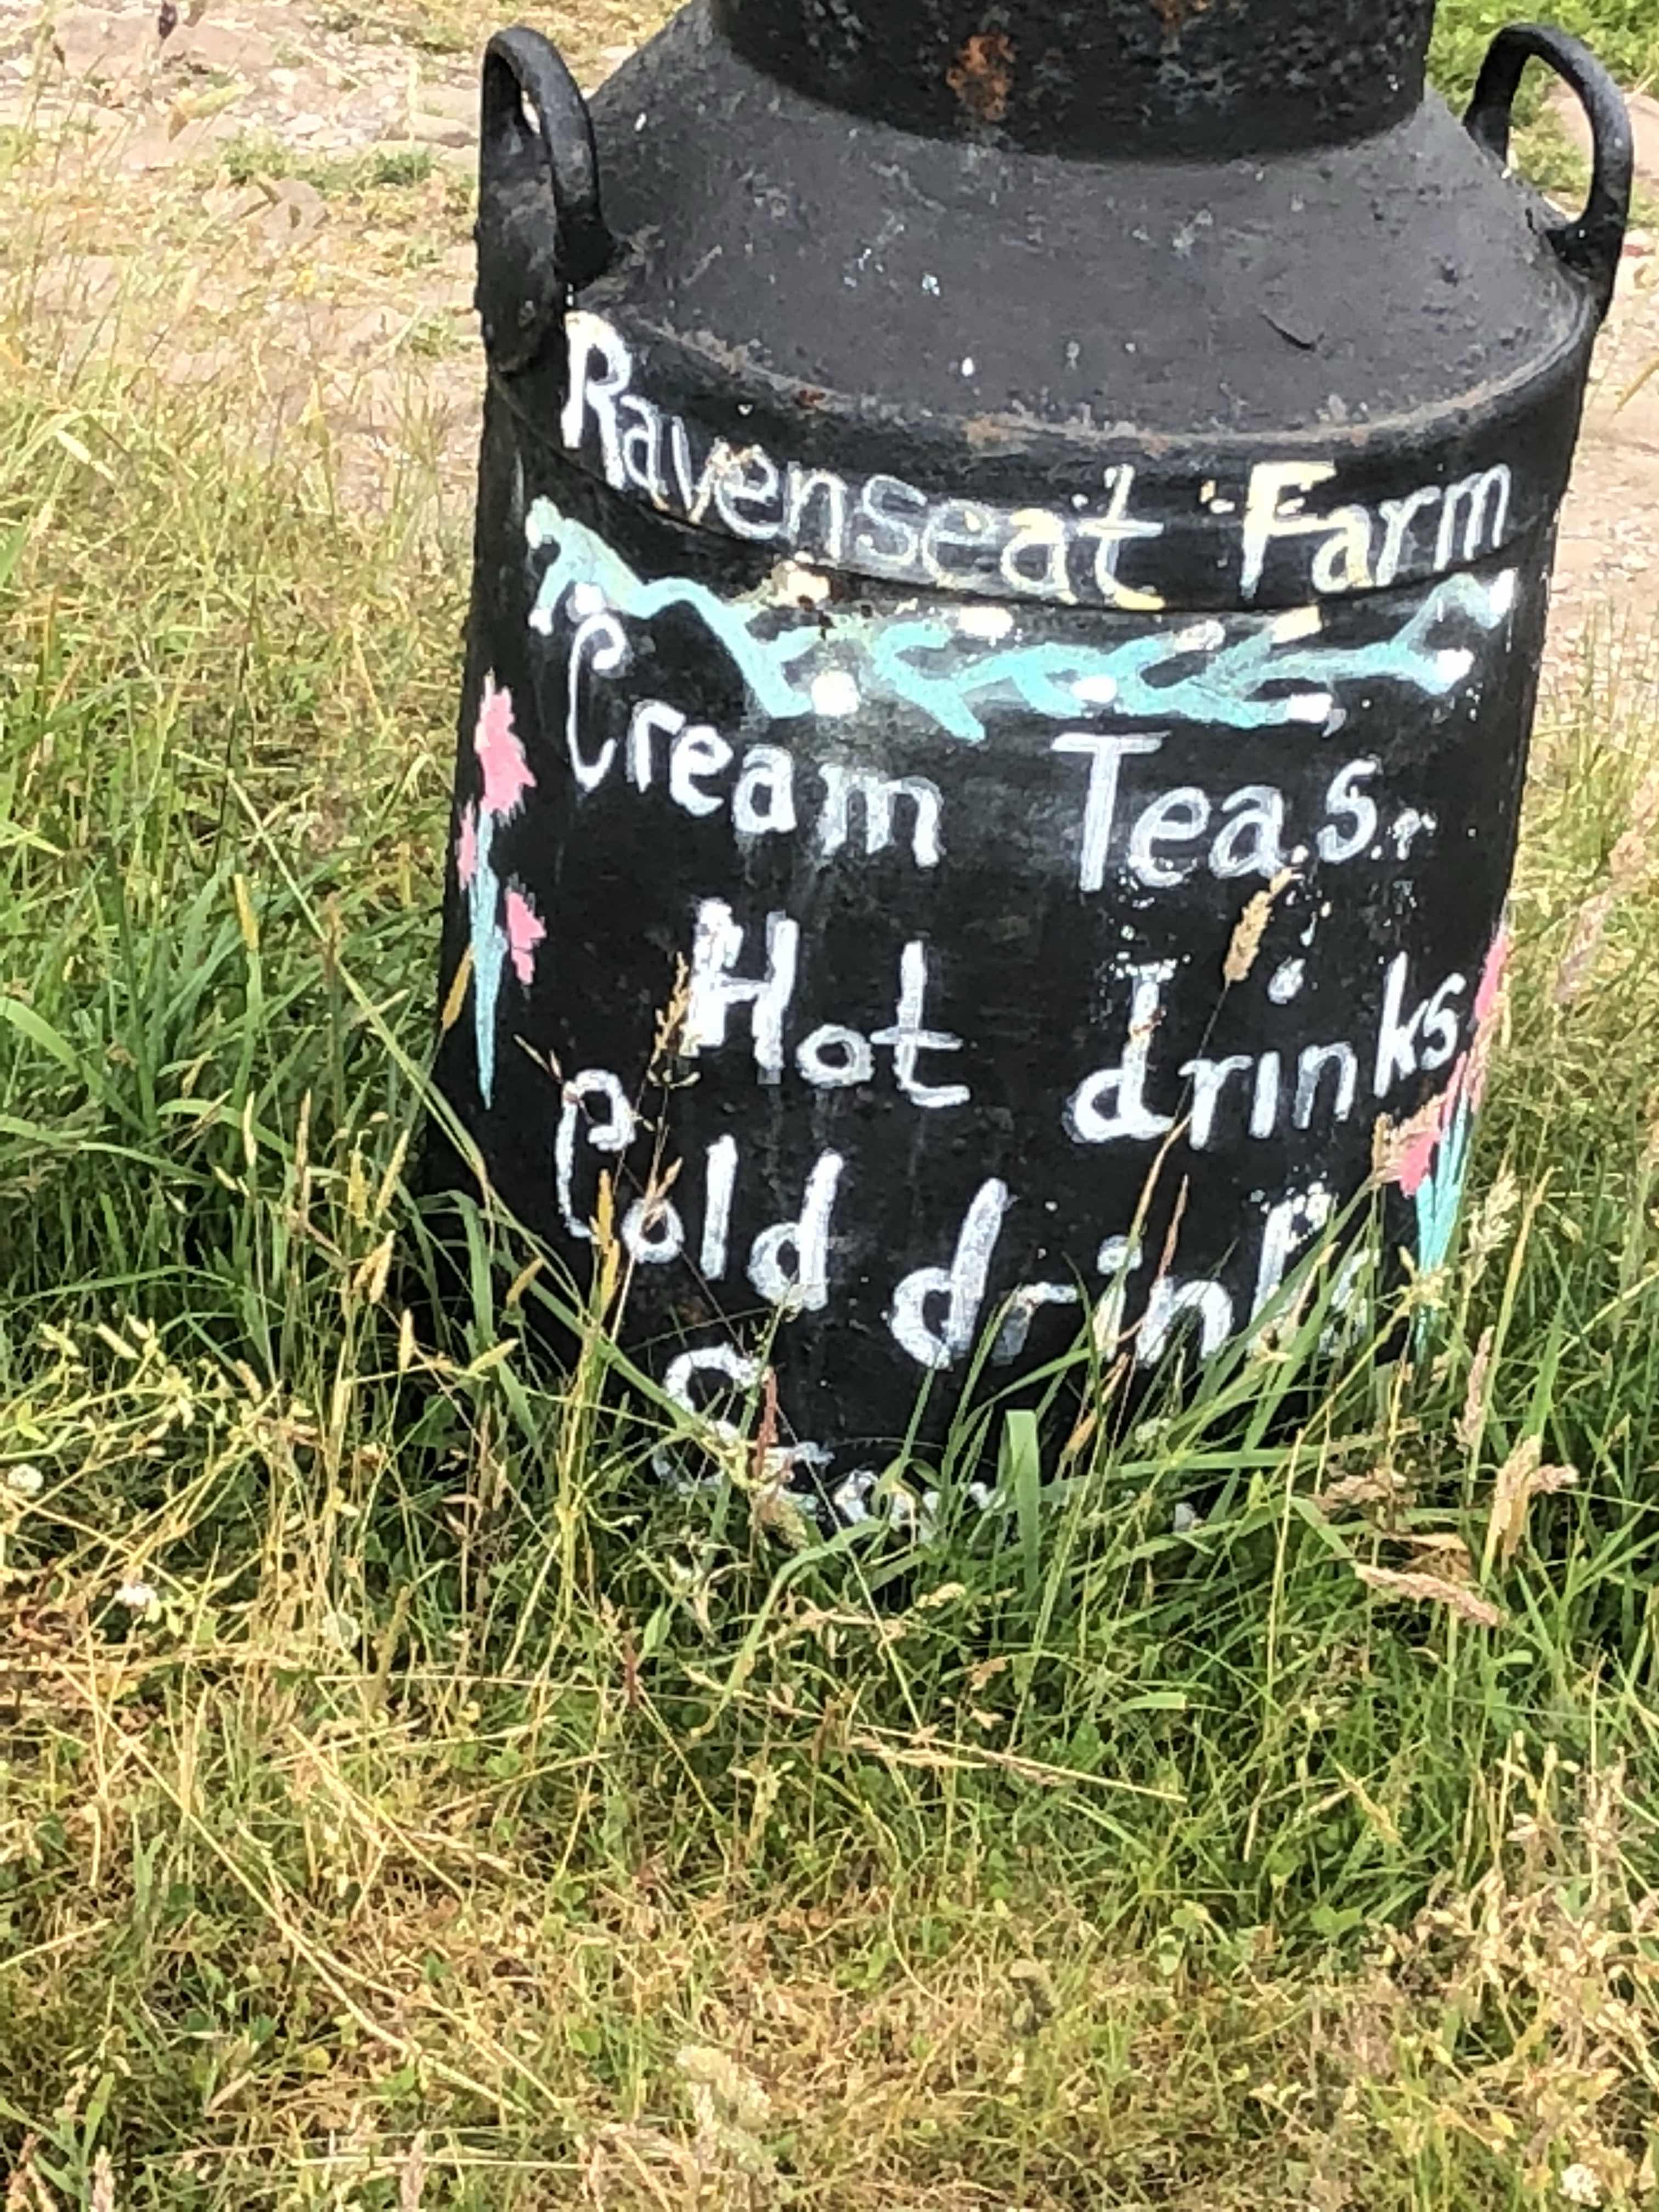 Ravenseat Farm
Cream Teas.
Hot drinks
Cold drinks